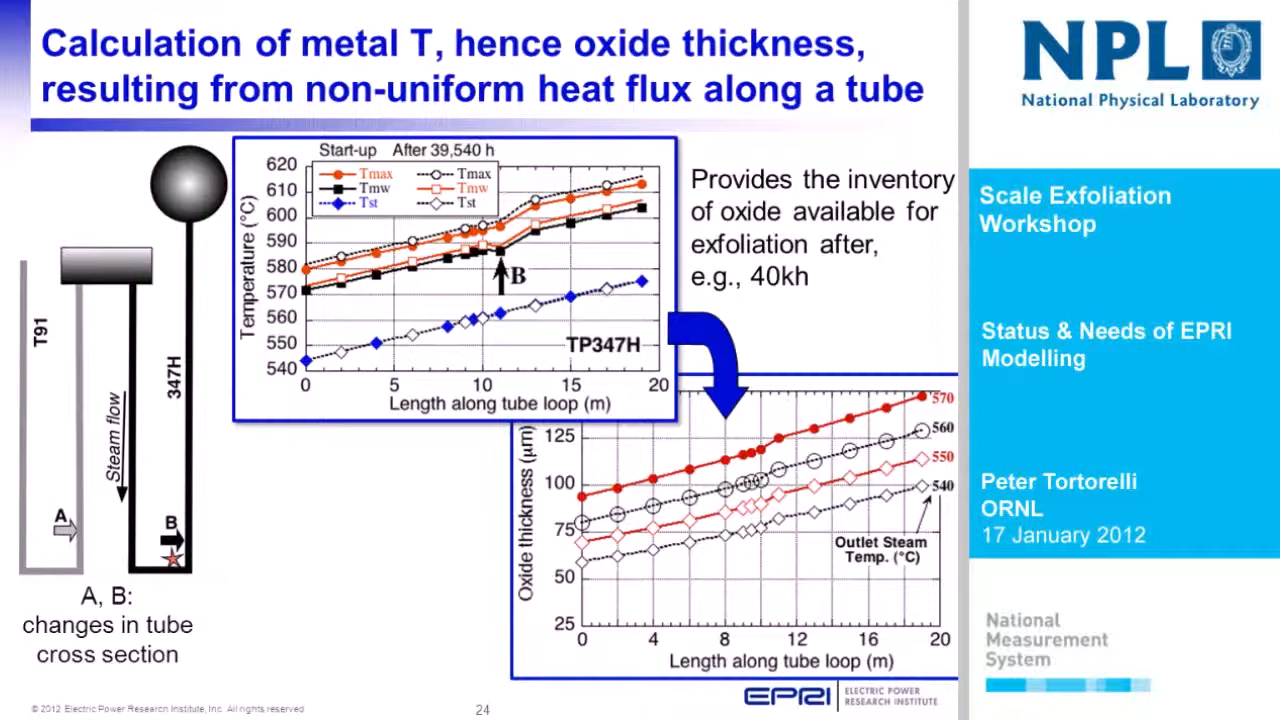 Calculation of metal T, hence oxide thickness,
resulting from non-uniform heat flux along a tube
NPL
National Physical Laboratory
Scale Exfoliation
Workshop
Status & Needs of EPRI
Modelling
Peter Tortorelli
ORNL
17 January 2012
National
Measurement
System
Provides the inventory
of oxide available for
exfoliation after,
e.g., 40kh
Start-up After 39,540 h
Tmax Tmax
Tmw Tmw
Tst Tst
Temperature (°C)
620
610
600
590
580
570
560
550
540
B
TP347H
0 5 10 15 20
Length along tube loop (m)
T91
347H
Steam flow
A
B
A, B:
changes in tube
cross section
Oxide thickness (μm)
125
100
75
50
25
570
560
550
540
Outlet Steam
Temp. (°C)
0 4 8 12 16 20
Length along tube loop (m)
© 2012 Electric Power Research Institute, Inc. All rights reserved
24
EPRI
ELECTRIC POWER
RESEARCH INSTITUTE